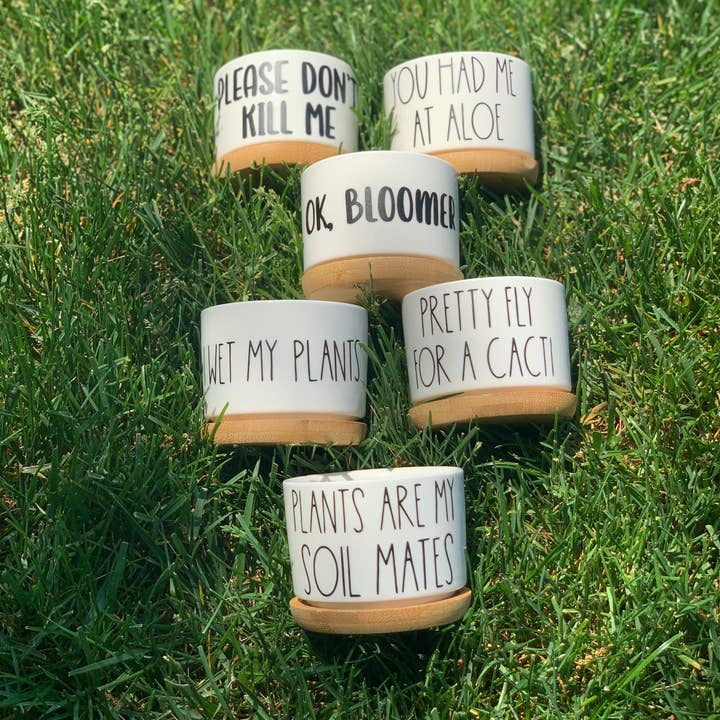 PLEASE DON'T
KILL ME
YOU HAD ME
AT ALOE
OK, BLOOMER
I WET MY PLANTS
PRETTY FLY
FOR A CACTI
PLANTS ARE MY
SOIL MATES